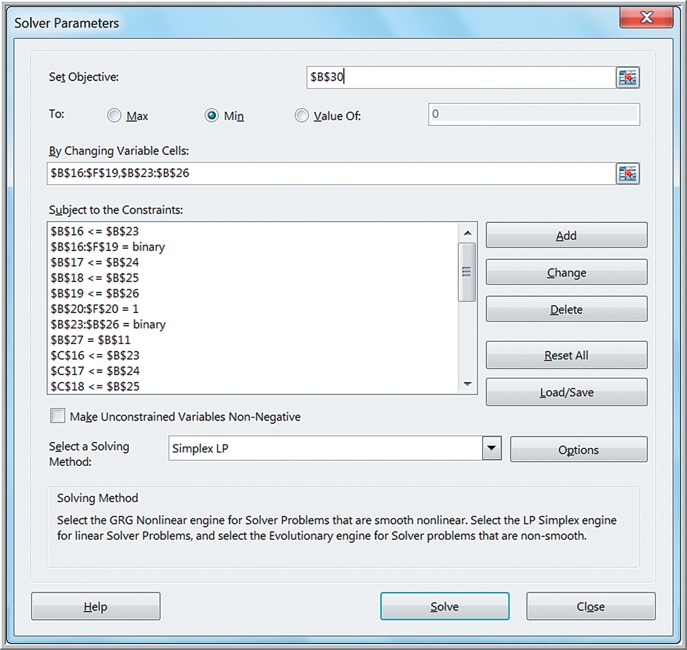 Solver Parameters
Set Objective: $B$30
To: Max Min Value Of: 0
By Changing Variable Cells:
$B$16:$F$19,$B$23:$B$26
Subject to the Constraints:
$B$16 <= $B$23
$B$16:$F$19 = binary
$B$17 <= $B$24
$B$18 <= $B$25
$B$19 <= $B$26
$B$20:$F$20 = 1
$B$23:$B$26 = binary
$B$27 = $B$11
$C$16 <= $B$23
$C$17 <= $B$24
$C$18 <= $B$25
Add
Change
Delete
Reset All
Load/Save
Make Unconstrained Variables Non-Negative
Select a Solving
Method:
Simplex LP
Options
Solving Method
Select the GRG Nonlinear engine for Solver Problems that are smooth nonlinear. Select the LP Simplex engine
for linear Solver Problems, and select the Evolutionary engine for Solver problems that are non-smooth.
Help Solve Close